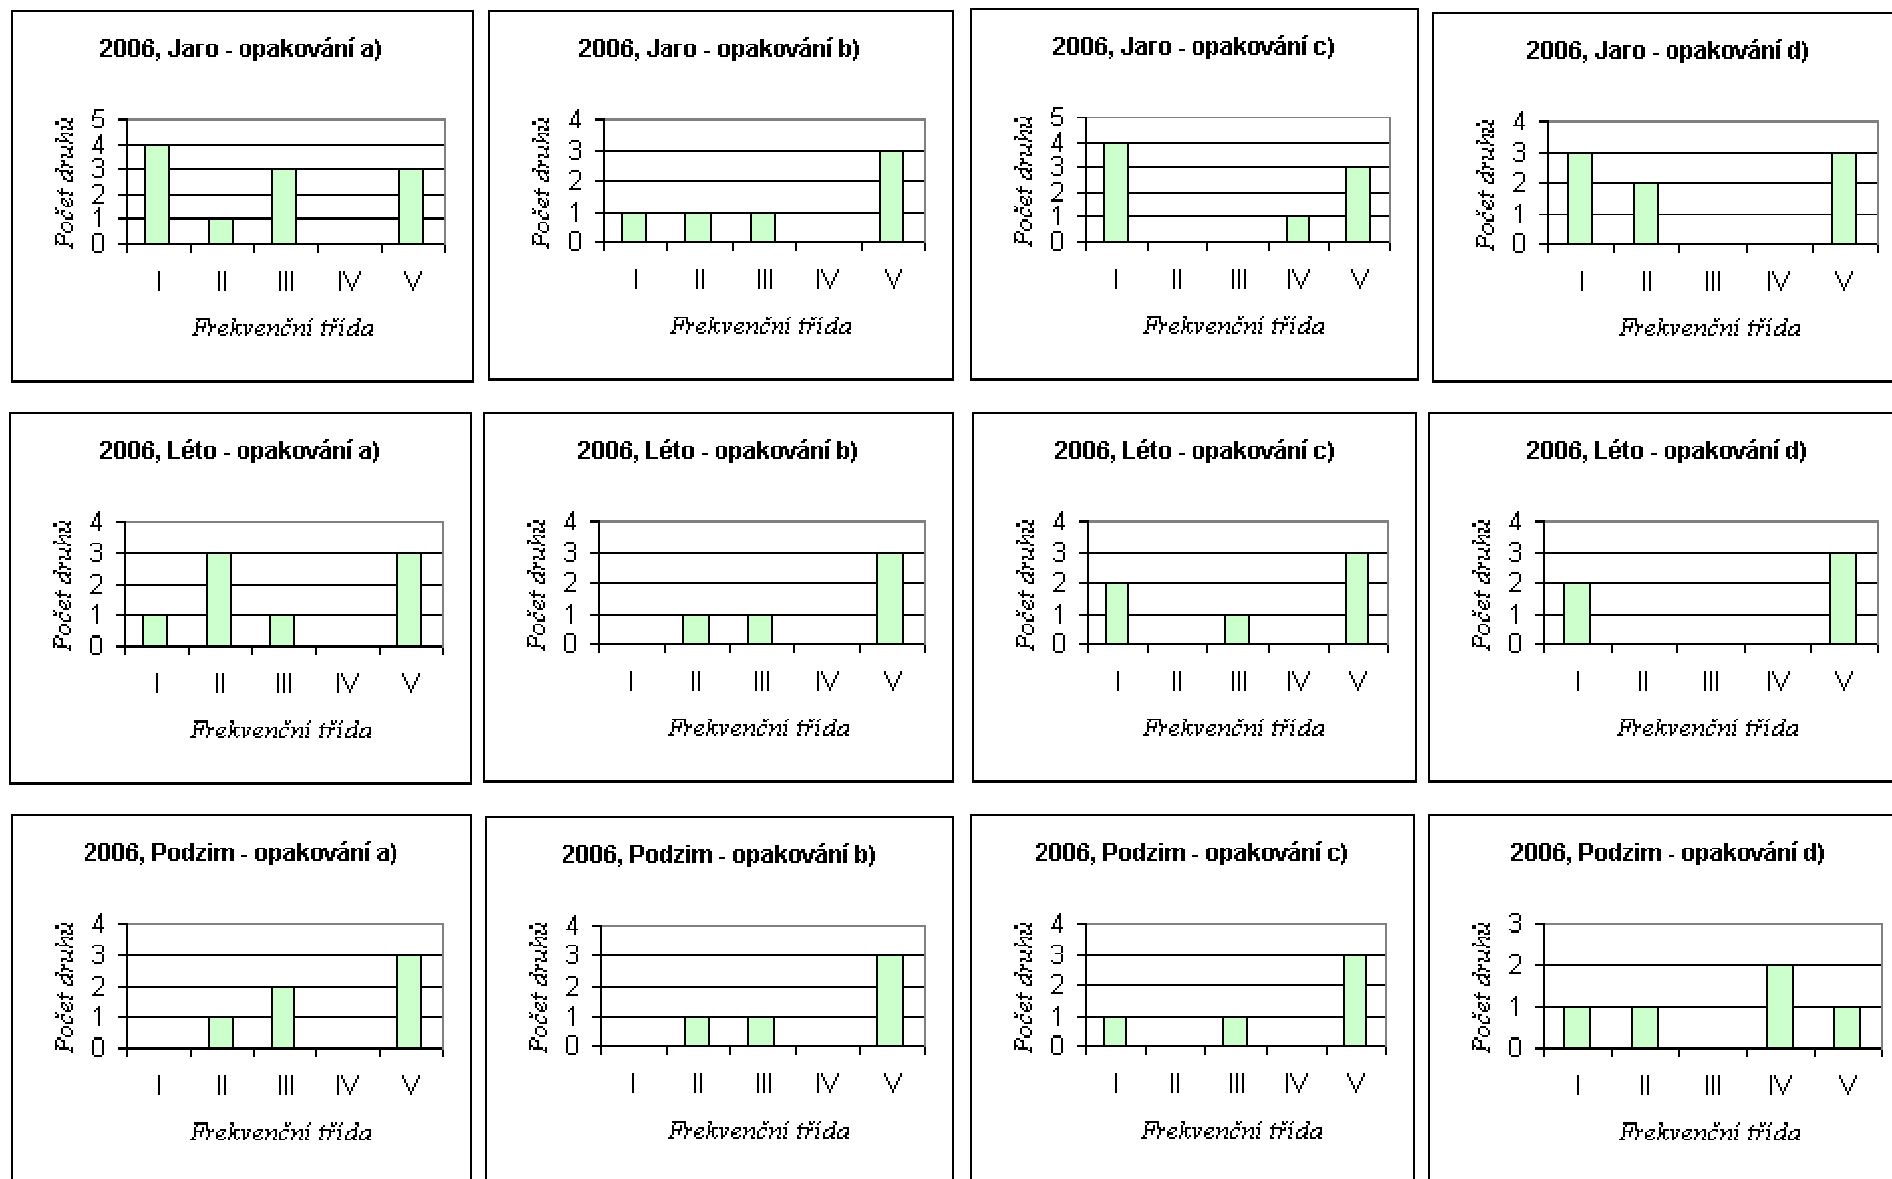 2006, Jaro - opakování a)
Počet druhů
5
4
3
2
1
0
I II III IV V
Frekvenční třída
2006, Jaro - opakování b)
Počet druhů
4
3
2
1
0
I II III IV V
Frekvenční třída
2006, Jaro - opakování c)
Počet druhů
5
4
3
2
1
0
I II III IV V
Frekvenční třída
2006, Jaro - opakování d)
Počet druhů
4
3
2
1
0
I II III IV V
Frekvenční třída
2006, Léto - opakování a)
Počet druhů
4
3
2
1
0
I II III IV V
Frekvenční třída
2006, Léto - opakování b)
Počet druhů
4
3
2
1
0
I II III IV V
Frekvenční třída
2006, Léto - opakování c)
Počet druhů
4
3
2
1
0
I II III IV V
Frekvenční třída
2006, Léto - opakování d)
Počet druhů
4
3
2
1
0
I II III IV V
Frekvenční třída
2006, Podzim - opakování a)
Počet druhů
4
3
2
1
0
I II III IV V
Frekvenční třída
2006, Podzim - opakování b)
Počet druhů
4
3
2
1
0
I II III IV V
Frekvenční třída
2006, Podzim - opakování c)
Počet druhů
4
3
2
1
0
I II III IV V
Frekvenční třída
2006, Podzim - opakování d)
Počet druhů
3
2
1
0
I II III IV V
Frekvenční třída